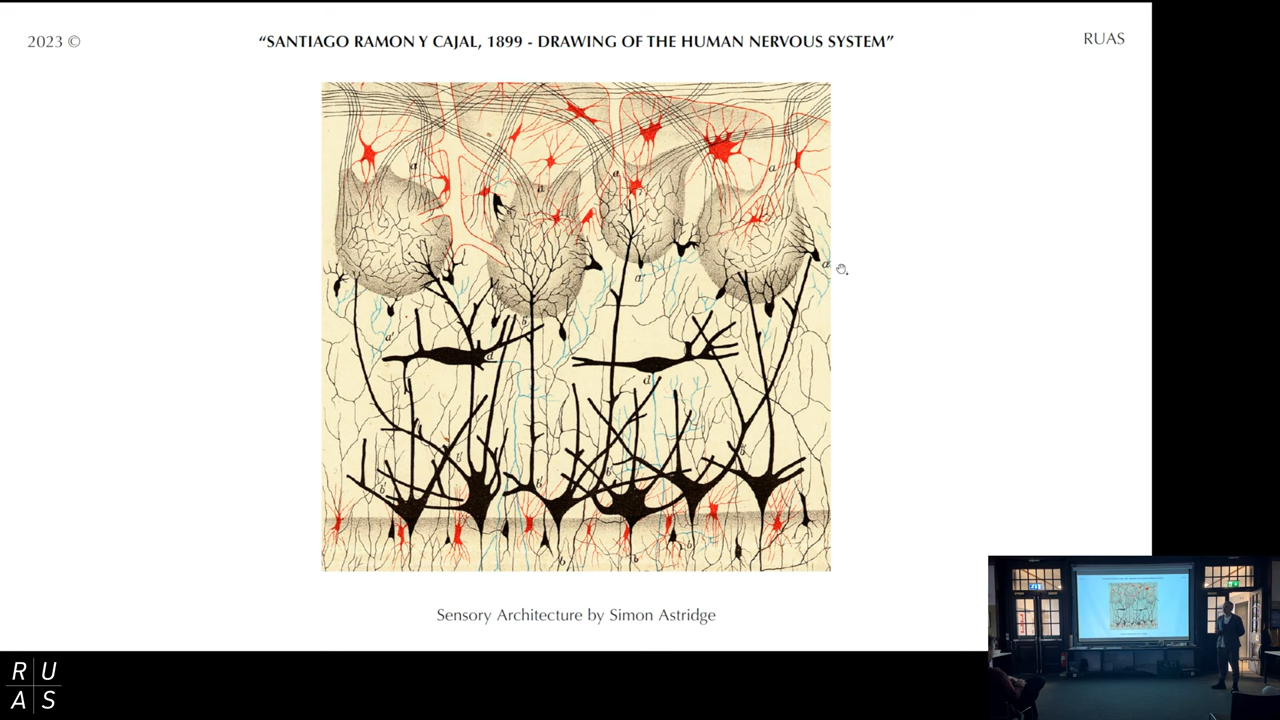 2023 ©
“SANTIAGO RAMON Y CAJAL, 1899 - DRAWING OF THE HUMAN NERVOUS SYSTEM”
RUAS
a
a
a
a
a
a
b
a'
d
d
b'
b'
b'
b'
b'
b
b
b
Sensory Architecture by Simon Astridge
R U
A S